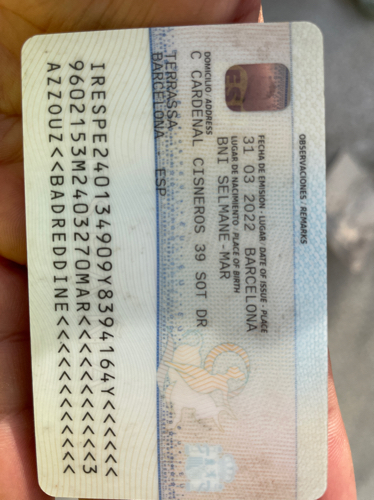 OBSERVACIONES / REMARKS
FECHA DE EMISION - LUGAR / DATE OF ISSUE - PLACE
31 03 2022 BARCELONA
LUGAR DE NACIMIENTO / PLACE OF BIRTH
BNI SELMANE-MAR
DOMICILIO / ADDRESS
C CARDENAL CISNEROS 39 SOT DR
TERRASSA
BARCELONA ESP
IRESPE240134909Y8394164Y<<<<<<
9602153M2403270MAR<<<<<<<<<<<3
AZZOUZ<<BADREDDINE<<<<<<<<<<<<